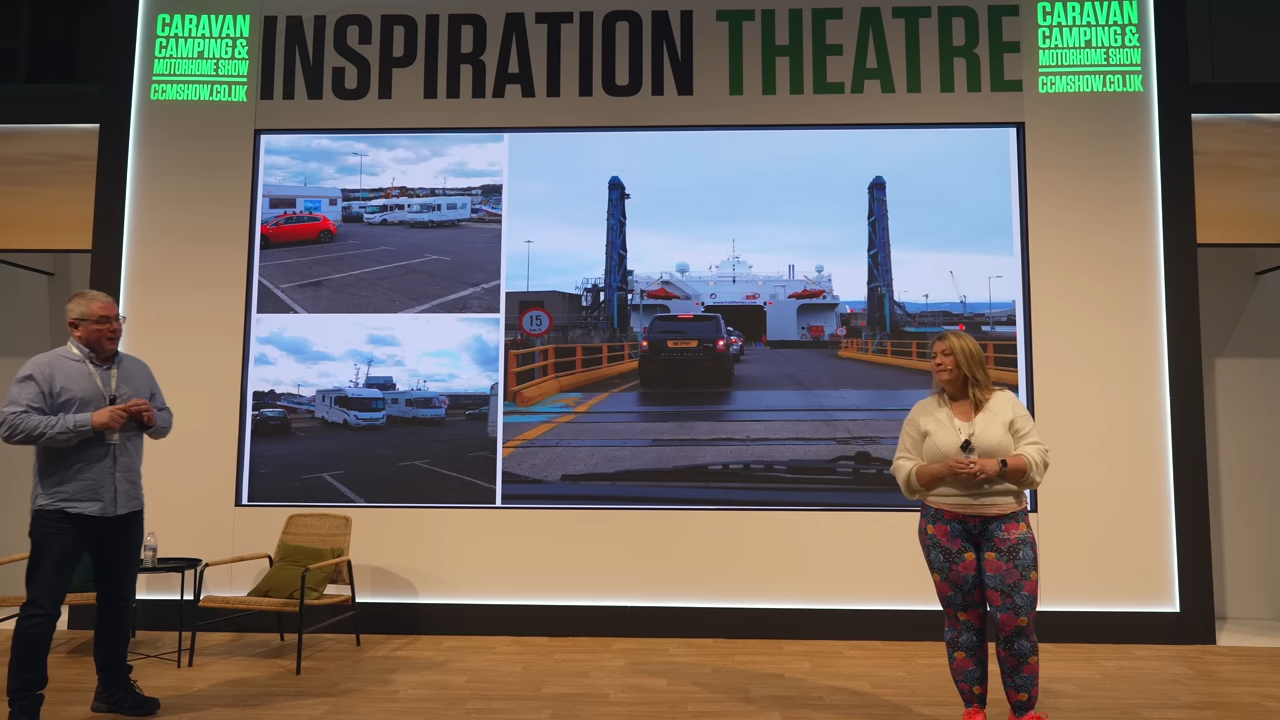 CARAVAN
CAMPING &
MOTORHOME SHOW
CCMSHOW.CO.UK
INSPIRATION THEATRE
CARAVAN
CAMPING &
MOTORHOME SHOW
CCMSHOW.CO.UK
15